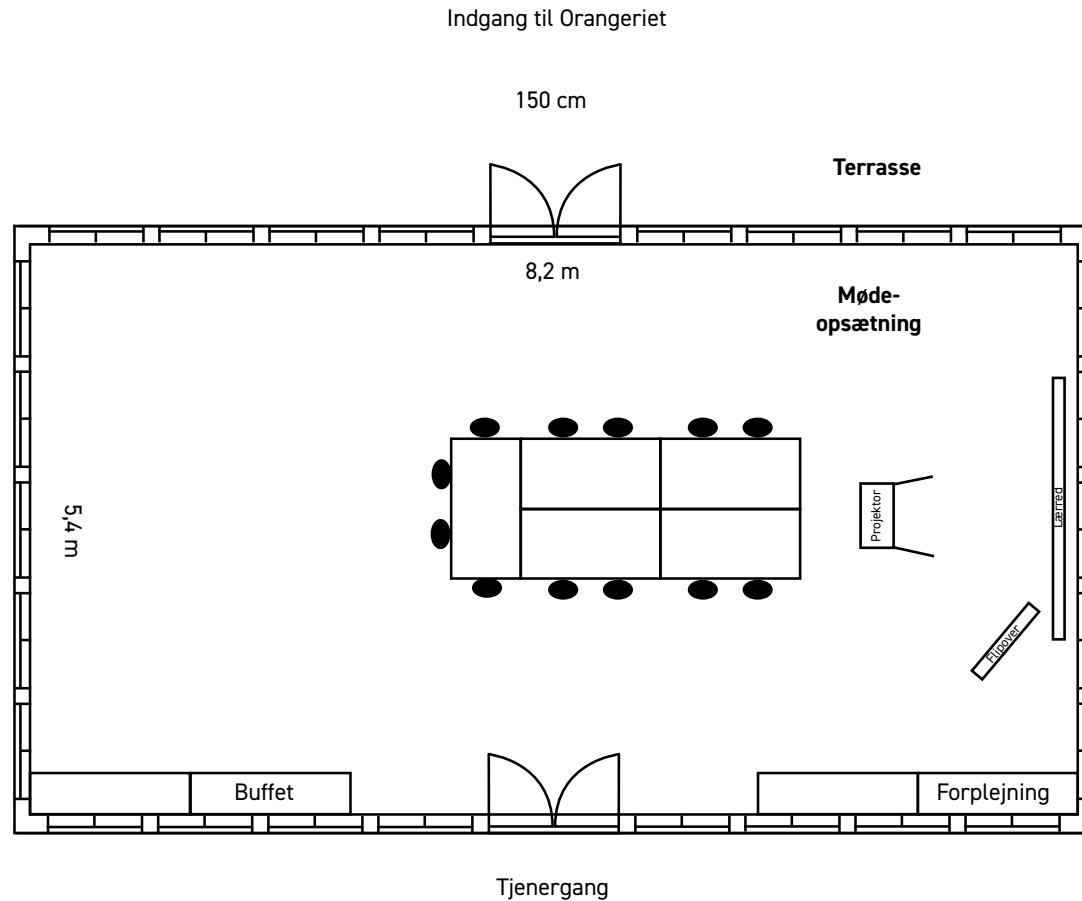 Indgang til Orangeriet
150 cm
Terrasse
8,2 m
Møde-
opsætning
5,4 m
Projektor
Lærred
Flipover
Buffet
Forplejning
Tjenergang